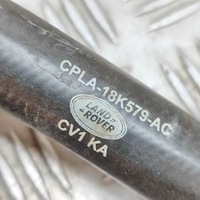 CPLA-18K579-AC
LAND
ROVER
CV1 KA